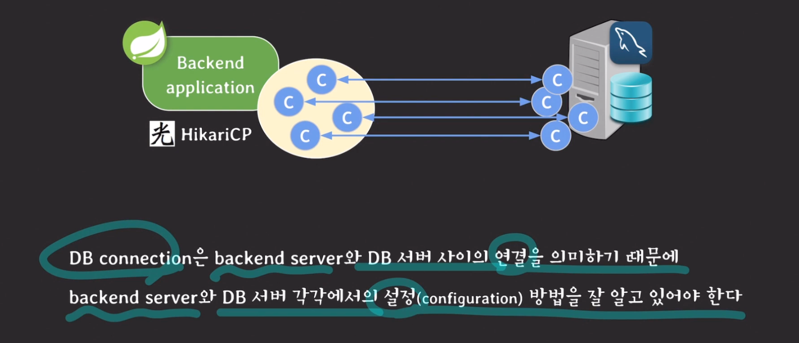 Backend
application
C
C
C
C
C
C
C
C
光 HikariCP
DB connection은 backend server와 DB 서버 사이의 연결을 의미하기 때문에
backend server와 DB 서버 각각에서의 설정(configuration) 방법을 잘 알고 있어야 한다